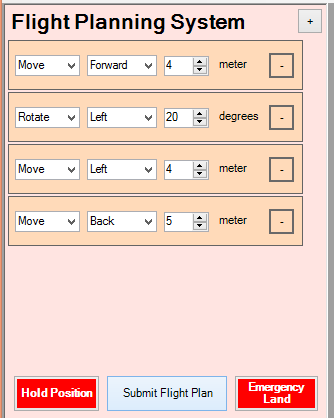 Flight Planning System +
Move Forward 4 meter -
Rotate Left 20 degrees -
Move Left 4 meter -
Move Back 5 meter -
Hold Position Submit Flight Plan Emergency
Land